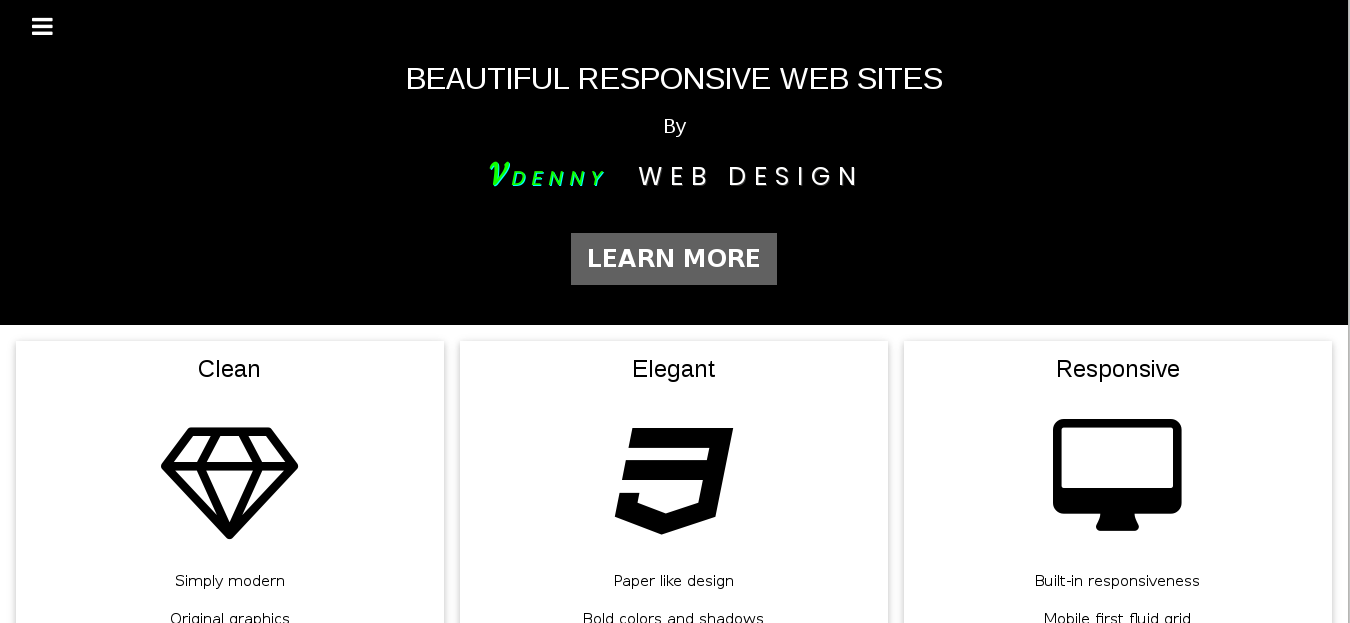 BEAUTIFUL RESPONSIVE WEB SITES
By
VDENNY WEB DESIGN
LEARN MORE
Clean
Elegant
Responsive
Simply modern
Paper like design
Built-in responsiveness
Original graphics
Bold colors and shadows
Mobile first fluid grid